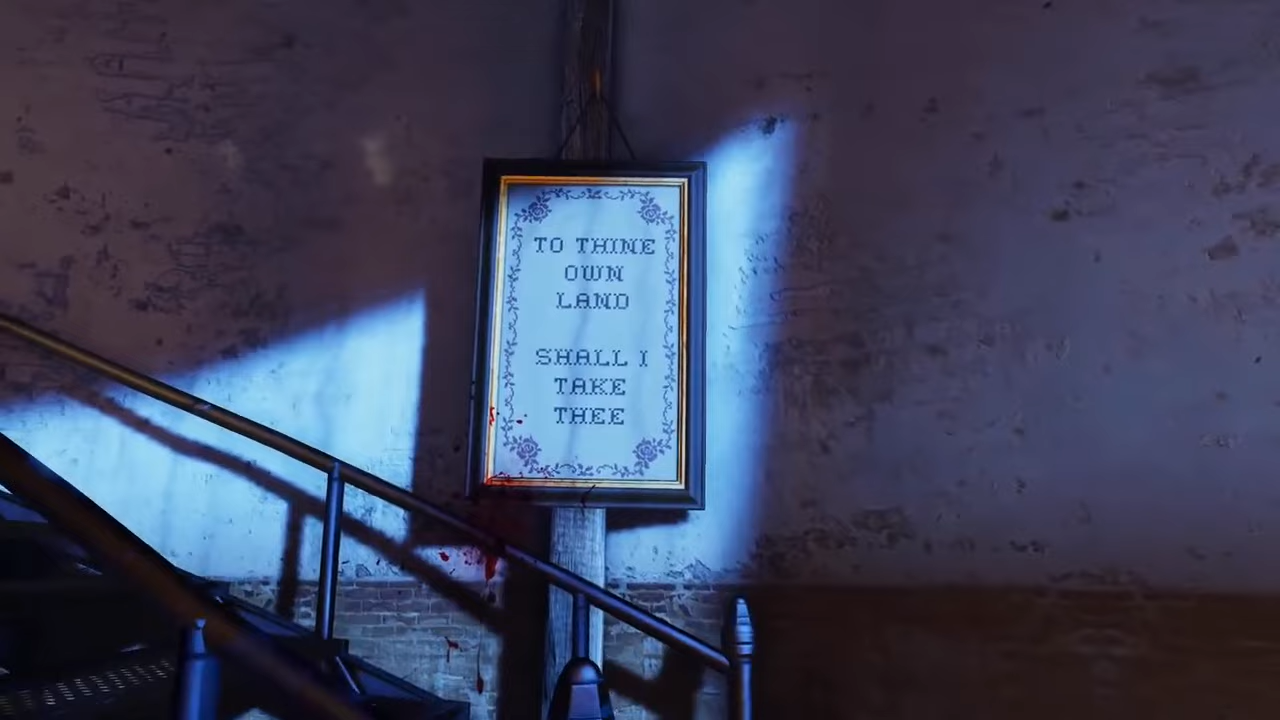 TO THINE
OWN
LAND
SHALL I
TAKE
THEE